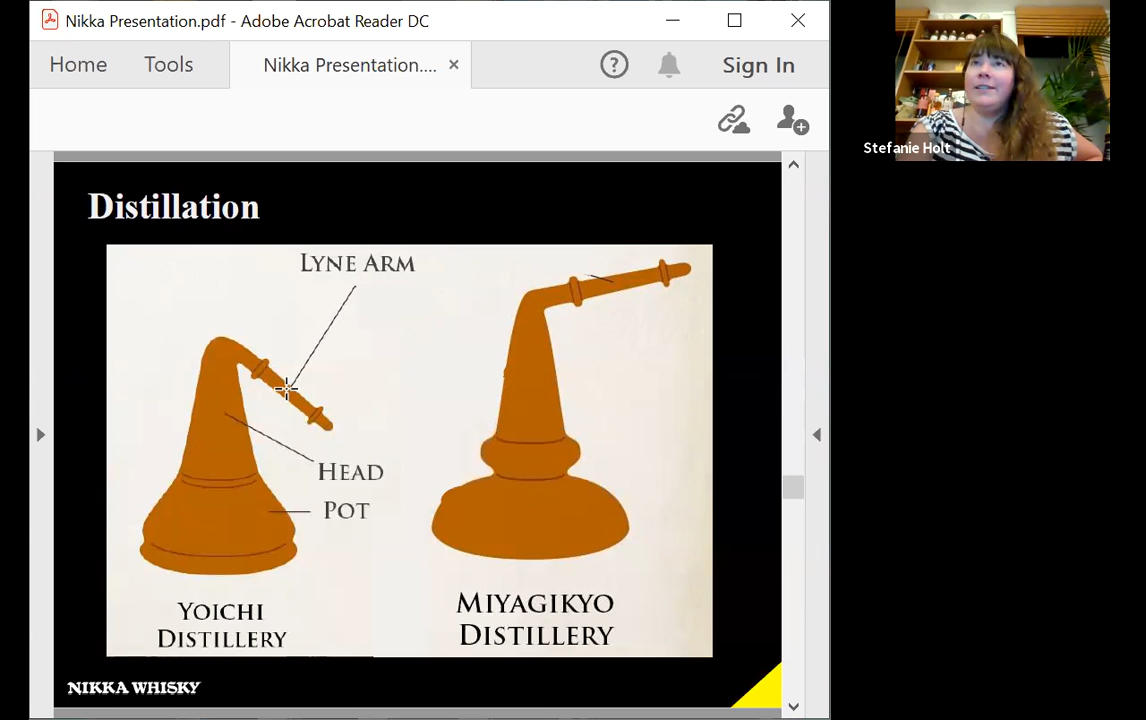 Nikka Presentation.pdf - Adobe Acrobat Reader DC
Home Tools Nikka Presentation.... × ? Sign In
Stefanie Holt
Distillation
LYNE ARM
HEAD
POT
YOICHI
DISTILLERY
MIYAGIKYO
DISTILLERY
NIKKA WHISKY